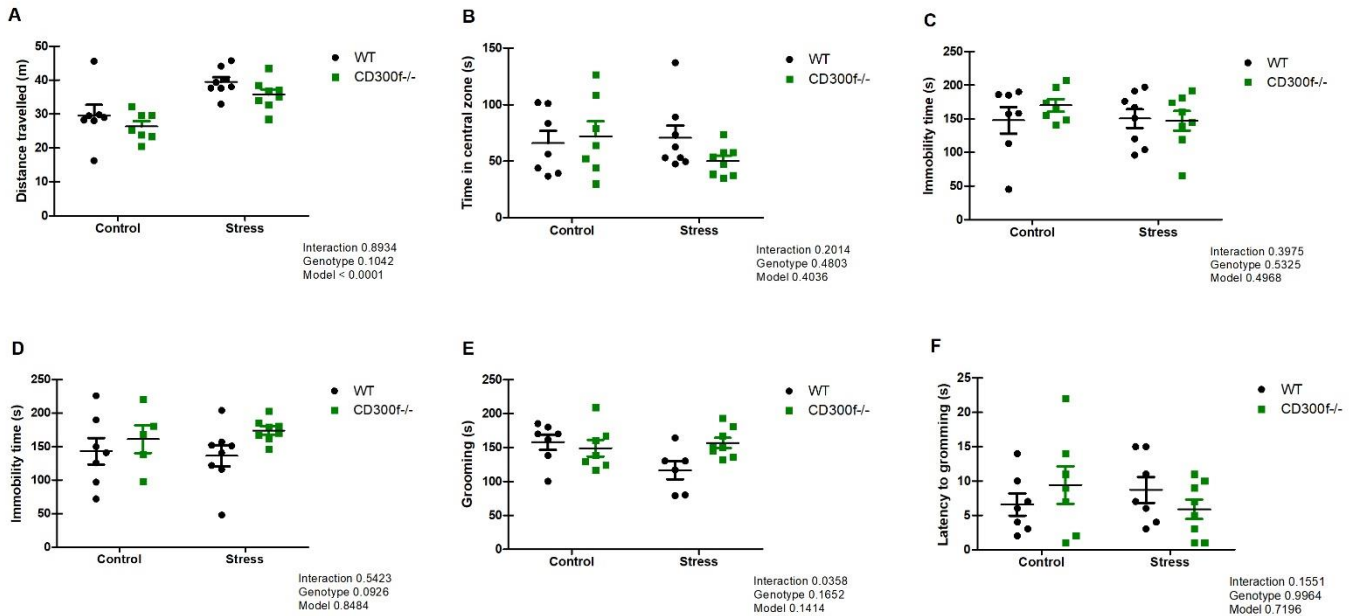 A
Distance travelled (m)
50
40
30
20
10
0
Control Stress
WT
CD300f-/-
Interaction 0.8934
Genotype 0.1042
Model < 0.0001
B
Time in central zone (s)
150
100
50
0
Control Stress
WT
CD300f-/-
Interaction 0.2014
Genotype 0.4803
Model 0.4036
C
Immobility time (s)
250
200
150
100
50
0
Control Stress
WT
CD300f-/-
Interaction 0.3975
Genotype 0.5325
Model 0.4968
D
Immobility time (s)
250
200
150
100
50
0
Control Stress
WT
CD300f-/-
Interaction 0.5423
Genotype 0.0926
Model 0.8484
E
Grooming (s)
250
200
150
100
50
0
Control Stress
WT
CD300f-/-
Interaction 0.0358
Genotype 0.1652
Model 0.1414
F
Latency to gromming (s)
25
20
15
10
5
0
Control Stress
WT
CD300f-/-
Interaction 0.1551
Genotype 0.9964
Model 0.7196